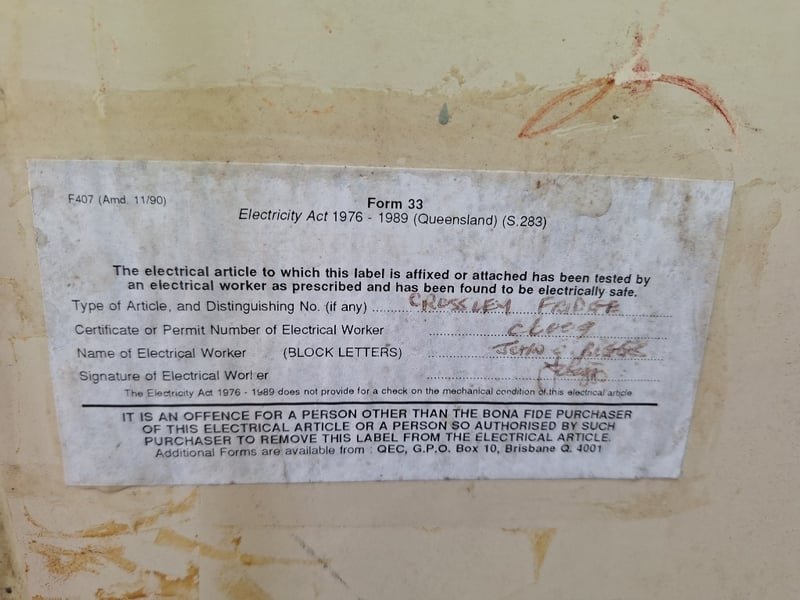 F407 (Amd. 11/90)
Form 33
Electricity Act 1976 - 1989 (Queensland) (S.283)
The electrical article to which this label is affixed or attached has been tested by
an electrical worker as prescribed and has been found to be electrically safe.
Type of Article, and Distinguishing No. (if any) CROSSLEY FRIDGE
Certificate or Permit Number of Electrical Worker
Name of Electrical Worker (BLOCK LETTERS) JOHN
Signature of Electrical Worker
The Electricity Act 1976 - 1989 does not provide for a check on the mechanical condition of this electrical article
IT IS AN OFFENCE FOR A PERSON OTHER THAN THE BONA FIDE PURCHASER
OF THIS ELECTRICAL ARTICLE OR A PERSON SO AUTHORISED BY SUCH
PURCHASER TO REMOVE THIS LABEL FROM THE ELECTRICAL ARTICLE.
Additional Forms are available from : QEC, G.P.O. Box 10, Brisbane Q. 4001